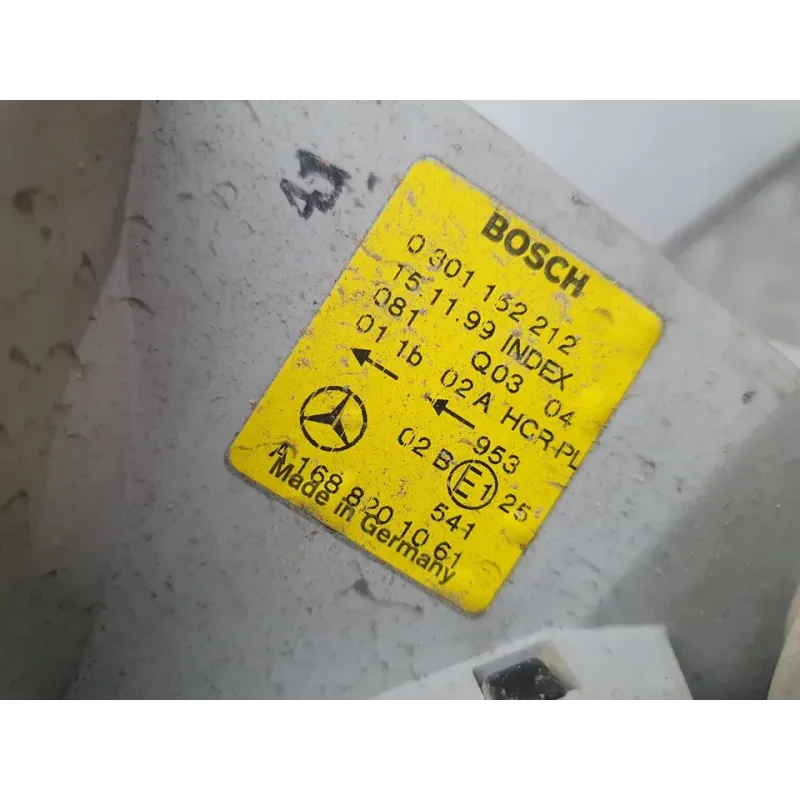 41.
BOSCH
0 301 152 212
15.11.99 INDEX
081 Q03 04
01 1b 02 A HCR-PL
953
02 B E1 25
541
A 168 820 10 61
Made in Germany